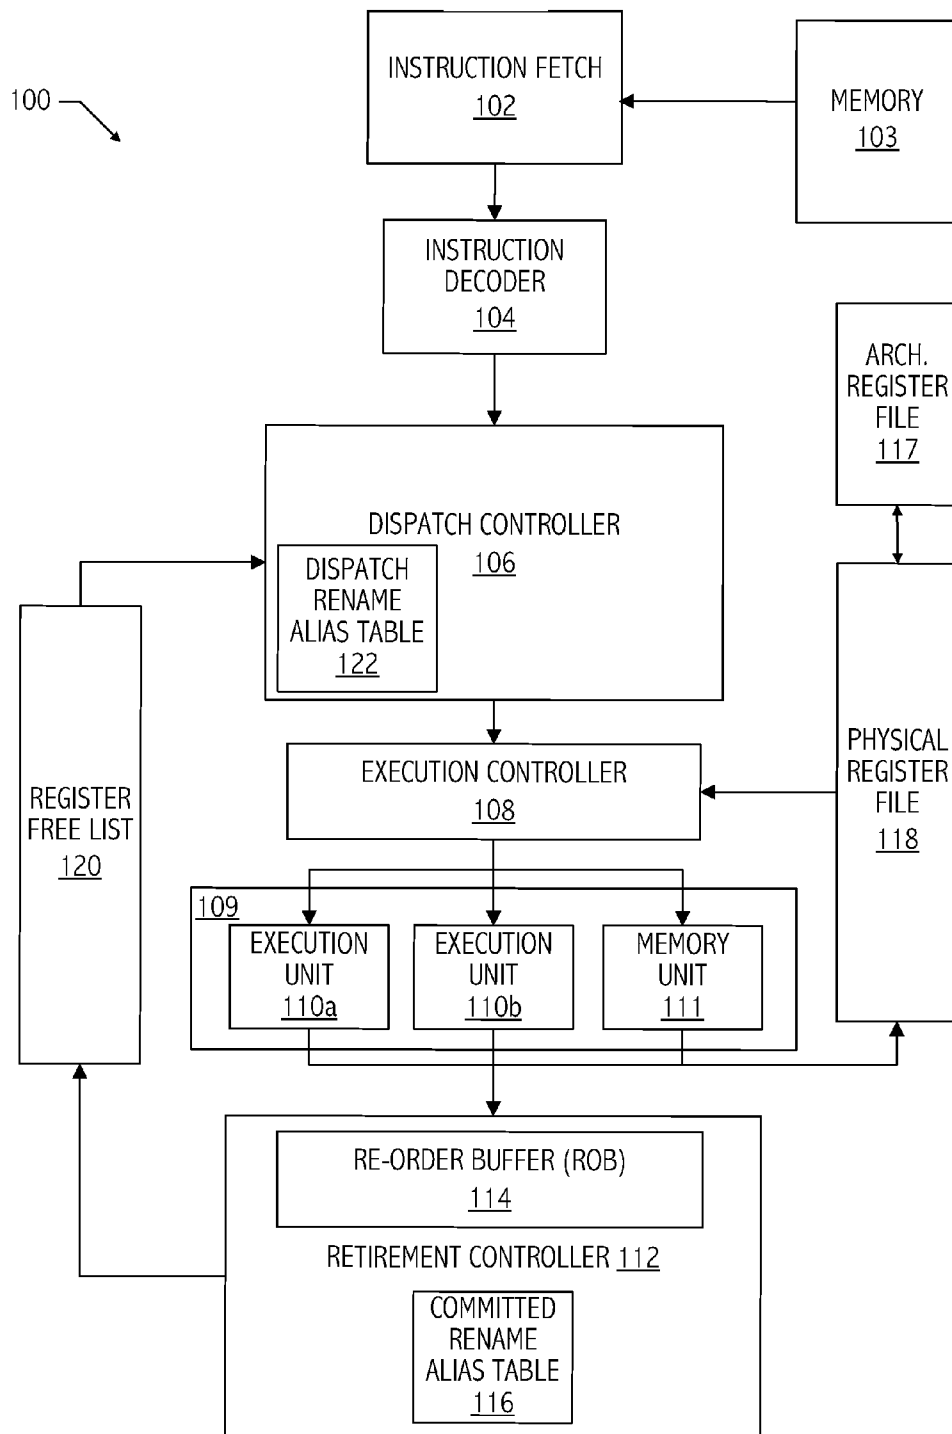 INSTRUCTION FETCH
102
MEMORY
103
100
INSTRUCTION
DECODER
104
ARCH.
REGISTER
FILE
117
DISPATCH CONTROLLER
106
DISPATCH
RENAME
ALIAS TABLE
122
EXECUTION CONTROLLER
108
PHYSICAL
REGISTER
FILE
118
REGISTER
FREE LIST
120
109
EXECUTION
UNIT
110a
EXECUTION
UNIT
110b
MEMORY
UNIT
111
RE-ORDER BUFFER (ROB)
114
RETIREMENT CONTROLLER 112
COMMITTED
RENAME
ALIAS TABLE
116